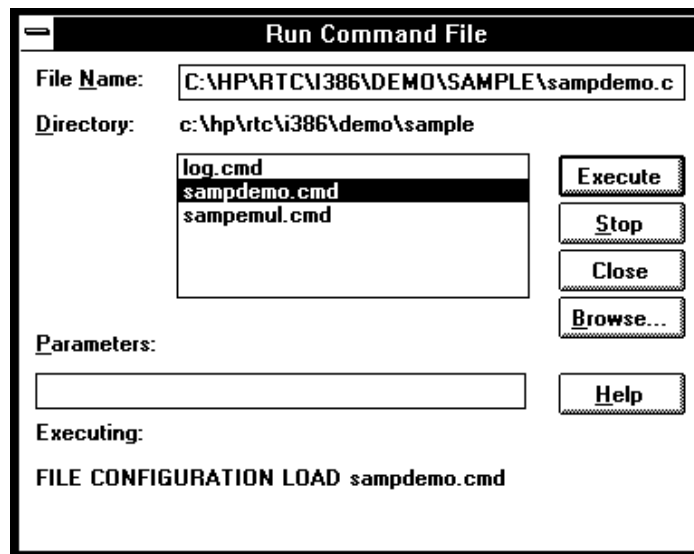 Run Command File
File Name: C:\HP\RTC\I386\DEMO\SAMPLE\sampdemo.c
Directory: c:\hp\rtc\i386\demo\sample
log.cmd
sampdemo.cmd
sampemul.cmd
Execute
Stop
Close
Browse...
Parameters:
Help
Executing:
FILE CONFIGURATION LOAD sampdemo.cmd